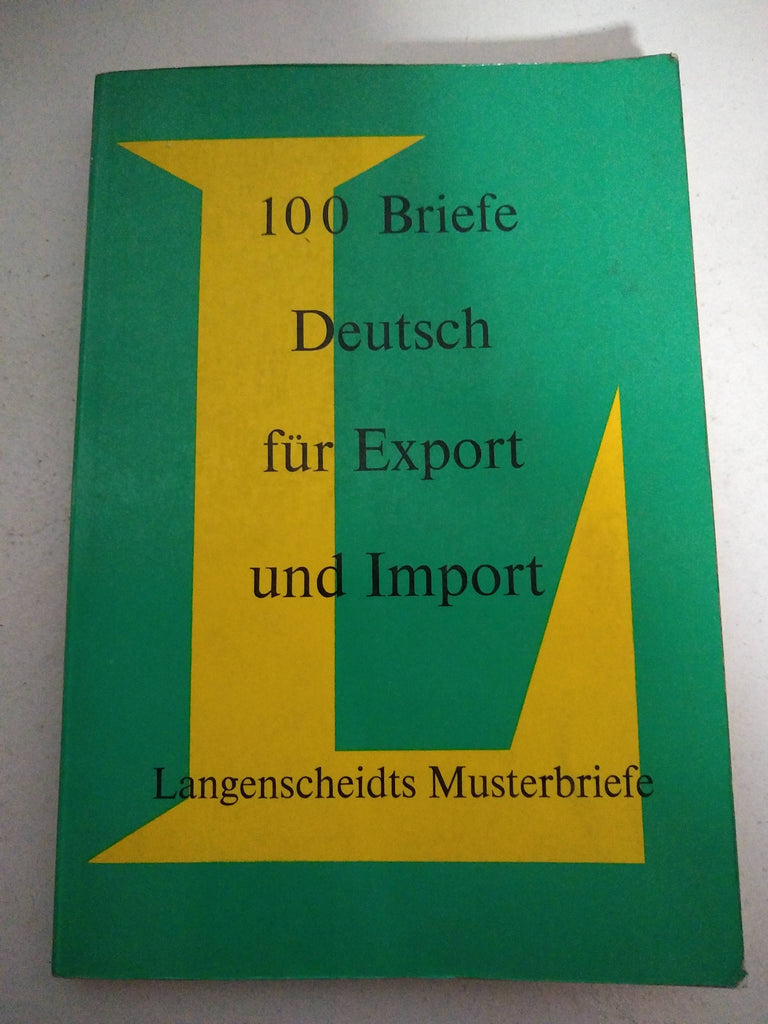 100 Briefe
Deutsch
für Export
und Import
Langenscheidts Musterbriefe